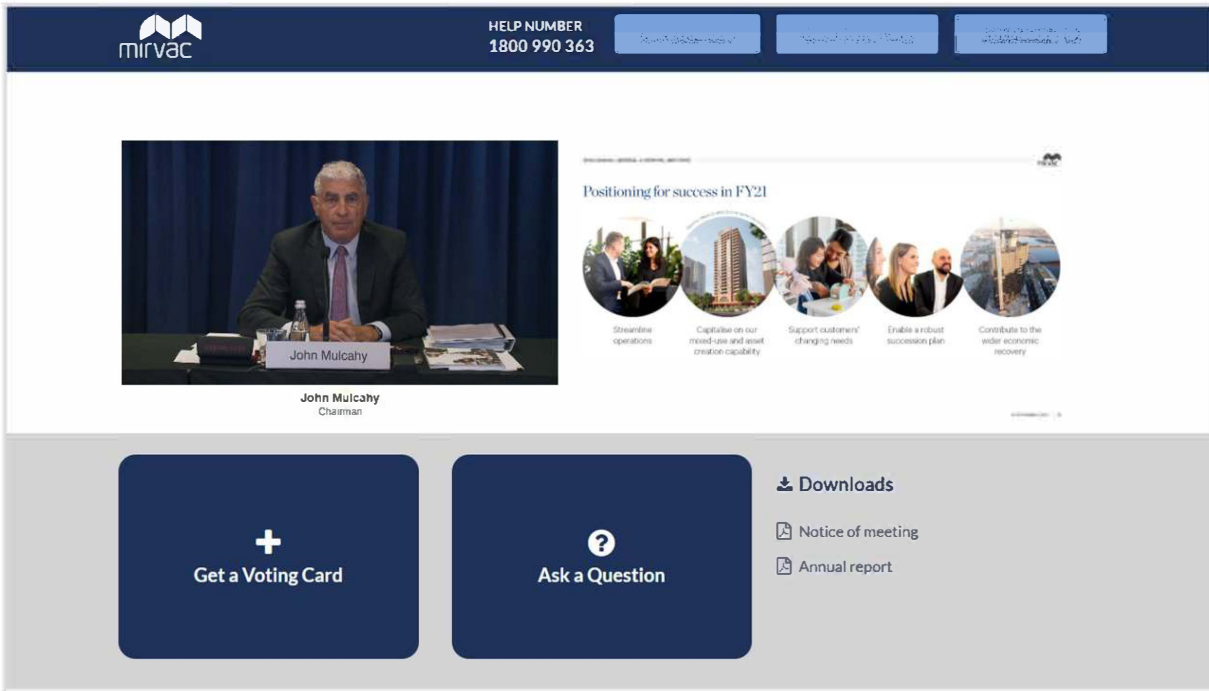 mirvac
HELP NUMBER
1800 990 363
mirvac
Positioning for success in FY21
Streamline
operations
Capitalise on our
mixed-use and asset
creation capability
Support customers'
changing needs
Enable a robust
succession plan
Contribute to the
wider economic
recovery
John Mulcahy
John Mulcahy
Chairman
Get a Voting Card
Ask a Question
Downloads
Notice of meeting
Annual report